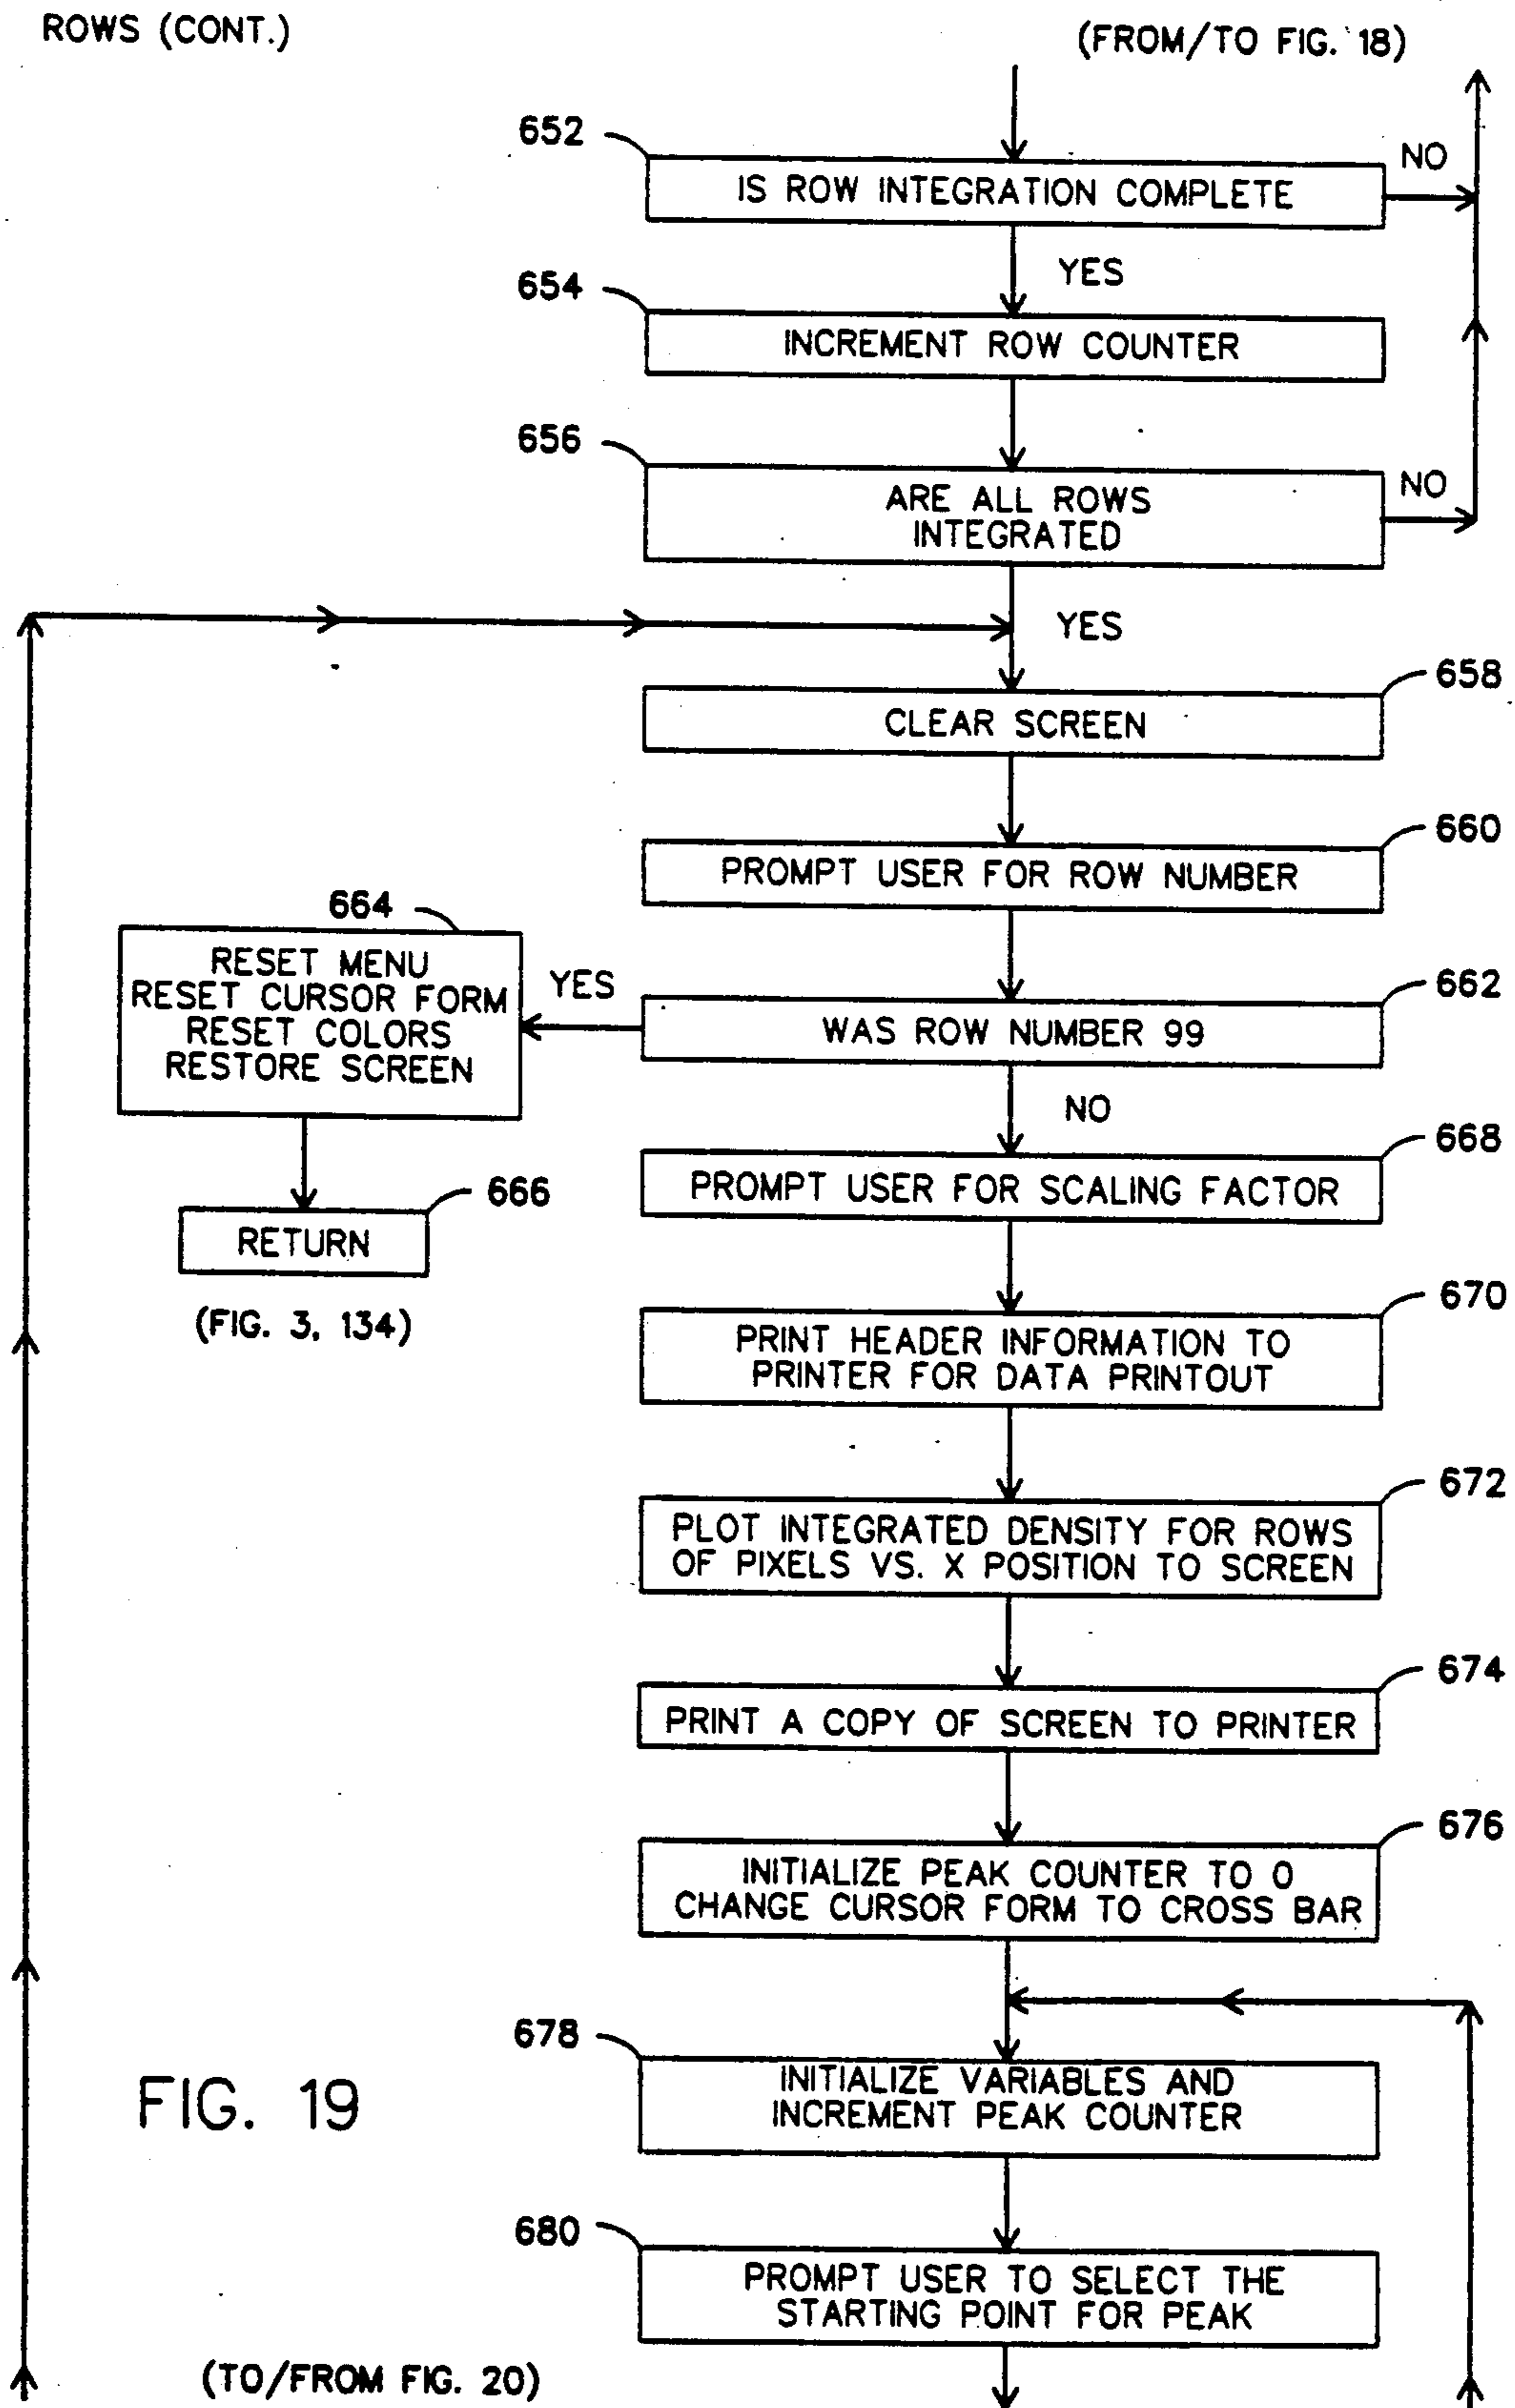 ROWS (CONT.)
(FROM/TO FIG. 18)
652
IS ROW INTEGRATION COMPLETE
NO
YES
654
INCREMENT ROW COUNTER
656
ARE ALL ROWS
INTEGRATED
NO
YES
658
CLEAR SCREEN
660
PROMPT USER FOR ROW NUMBER
664
RESET MENU
RESET CURSOR FORM
RESET COLORS
RESTORE SCREEN
YES
662
WAS ROW NUMBER 99
NO
666
RETURN
(FIG. 3, 134)
668
PROMPT USER FOR SCALING FACTOR
670
PRINT HEADER INFORMATION TO
PRINTER FOR DATA PRINTOUT
672
PLOT INTEGRATED DENSITY FOR ROWS
OF PIXELS VS. X POSITION TO SCREEN
674
PRINT A COPY OF SCREEN TO PRINTER
676
INITIALIZE PEAK COUNTER TO 0
CHANGE CURSOR FORM TO CROSS BAR
678
INITIALIZE VARIABLES AND
INCREMENT PEAK COUNTER
FIG. 19
680
PROMPT USER TO SELECT THE
STARTING POINT FOR PEAK
(TO/FROM FIG. 20)